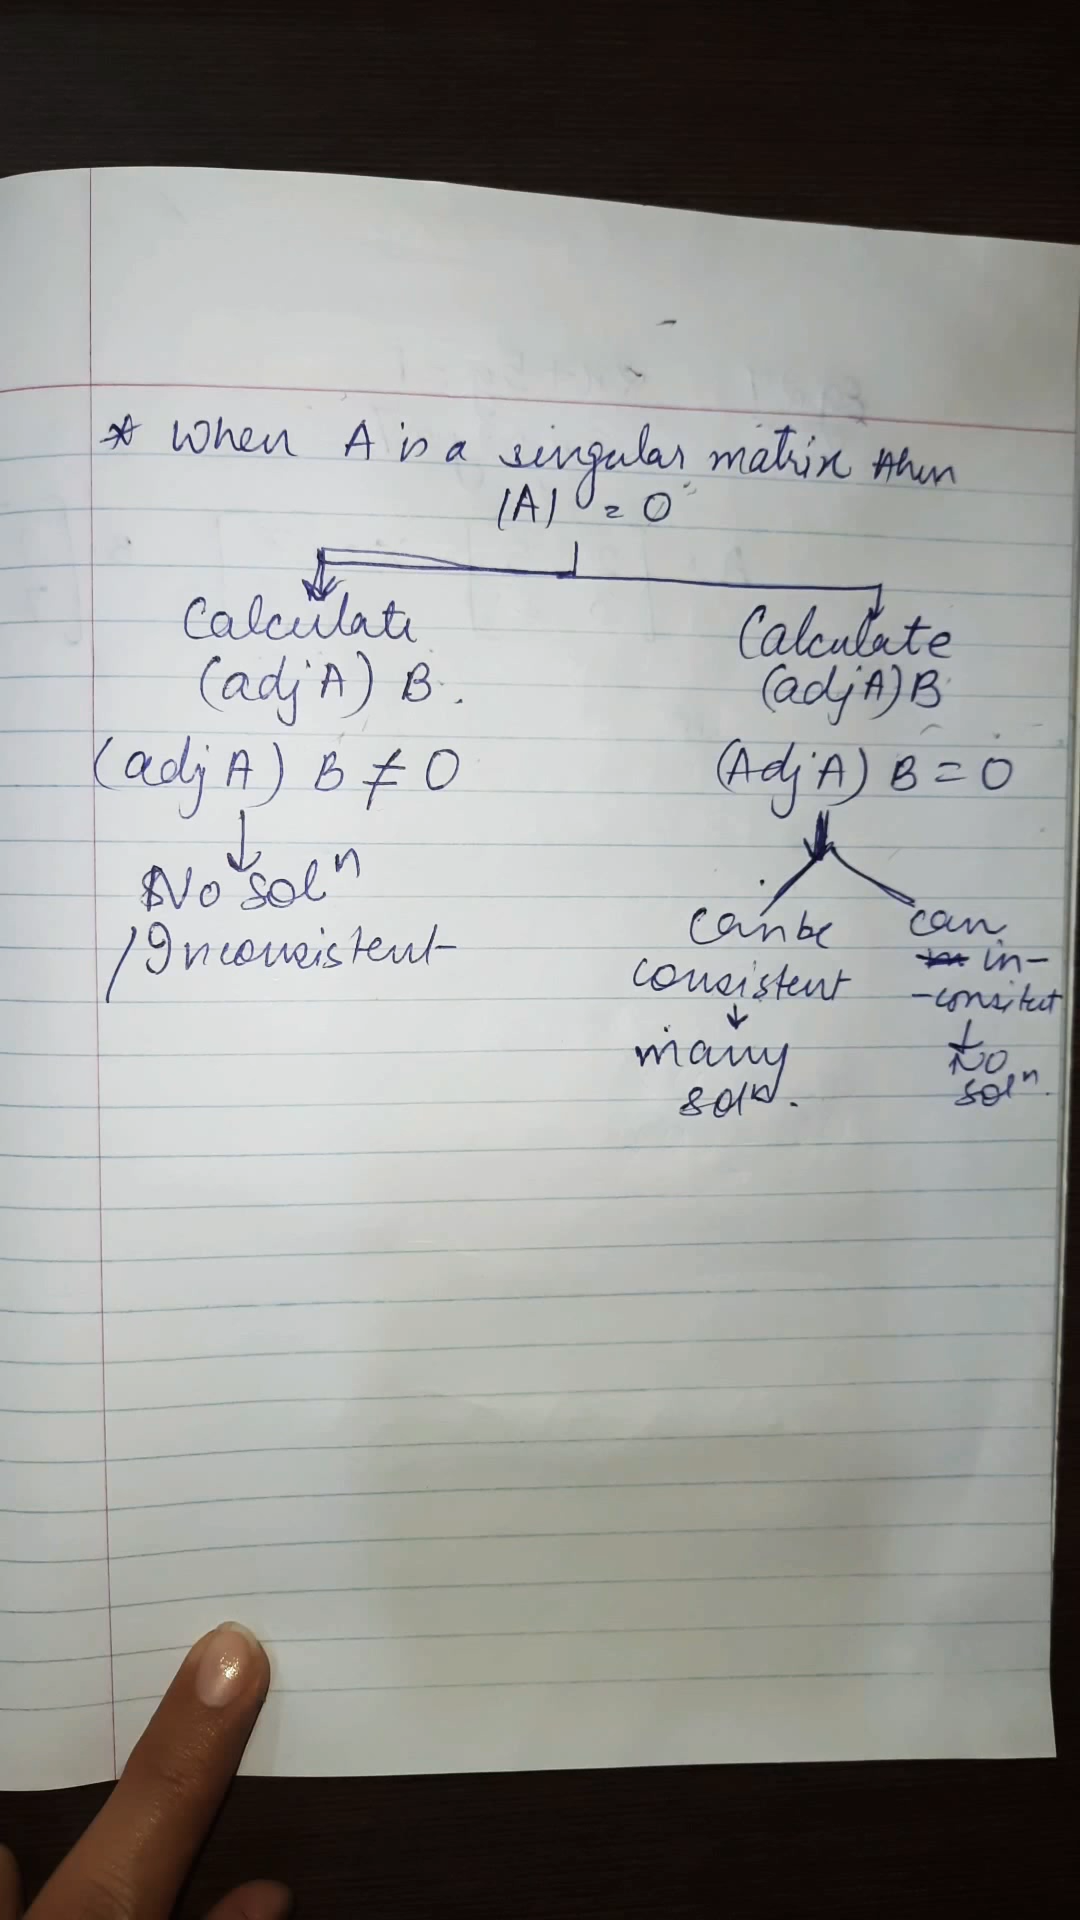 * When A is a singular matrix then
|A| = 0
Calculate
(adj A) B.
(adj A) B ≠ 0
No solⁿ
/Inconsistent
Calculate
(adj A) B
(Adj A) B = 0
can be
consistent
many
solⁿ.
can
in-
-consitent
No
solⁿ.